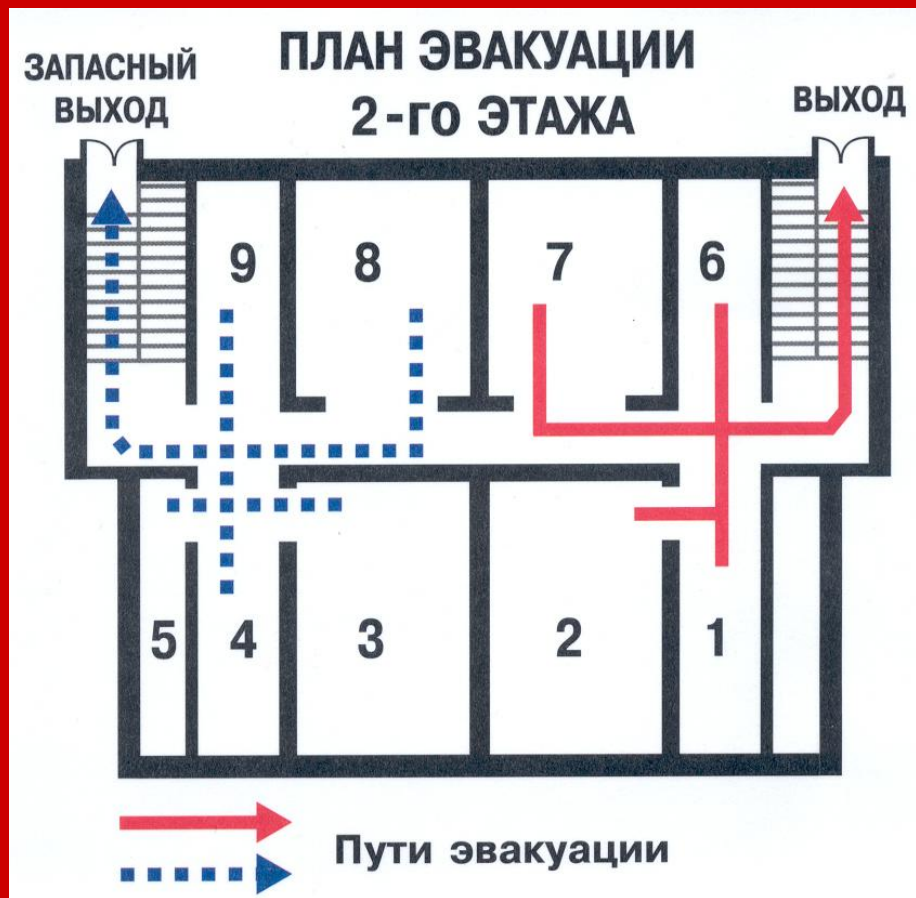 ПЛАН ЭВАКУАЦИИ
2-го ЭТАЖА
ЗАПАСНЫЙ
ВЫХОД
ВЫХОД
9 8 7 6
5 4 3 2 1
Пути эвакуации